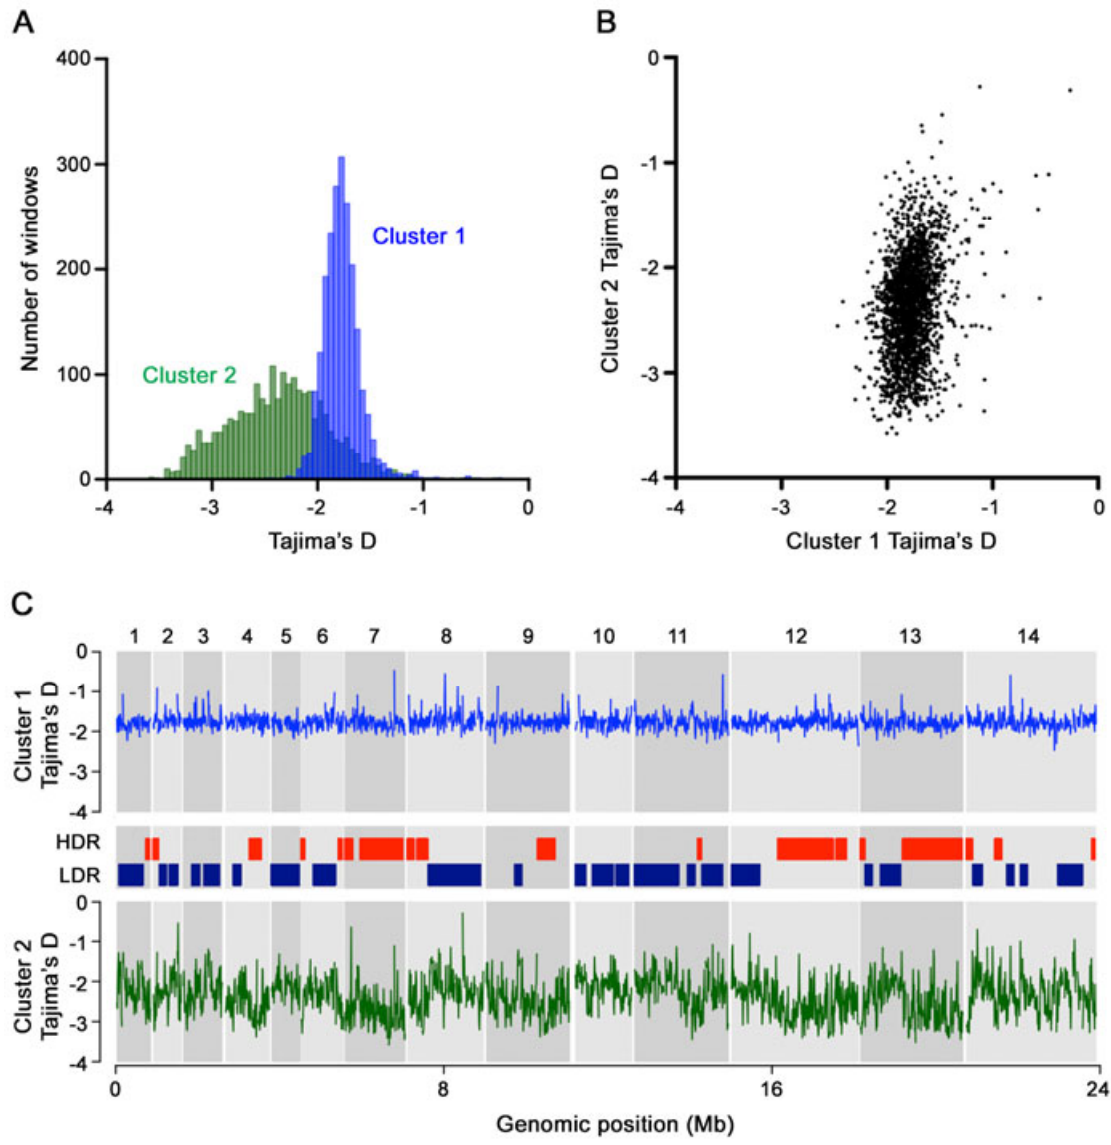 A
400
300
200
100
0
Number of windows
Cluster 1
Cluster 2
-4 -3 -2 -1 0
Tajima's D
B
0
-1
-2
-3
-4
Cluster 2 Tajima's D
-4 -3 -2 -1 0
Cluster 1 Tajima's D
C
1 2 3 4 5 6 7 8 9 10 11 12 13 14
0
-1
-2
-3
-4
Cluster 1
Tajima's D
HDR
LDR
0
-1
-2
-3
-4
Cluster 2
Tajima's D
0 8 16 24
Genomic position (Mb)